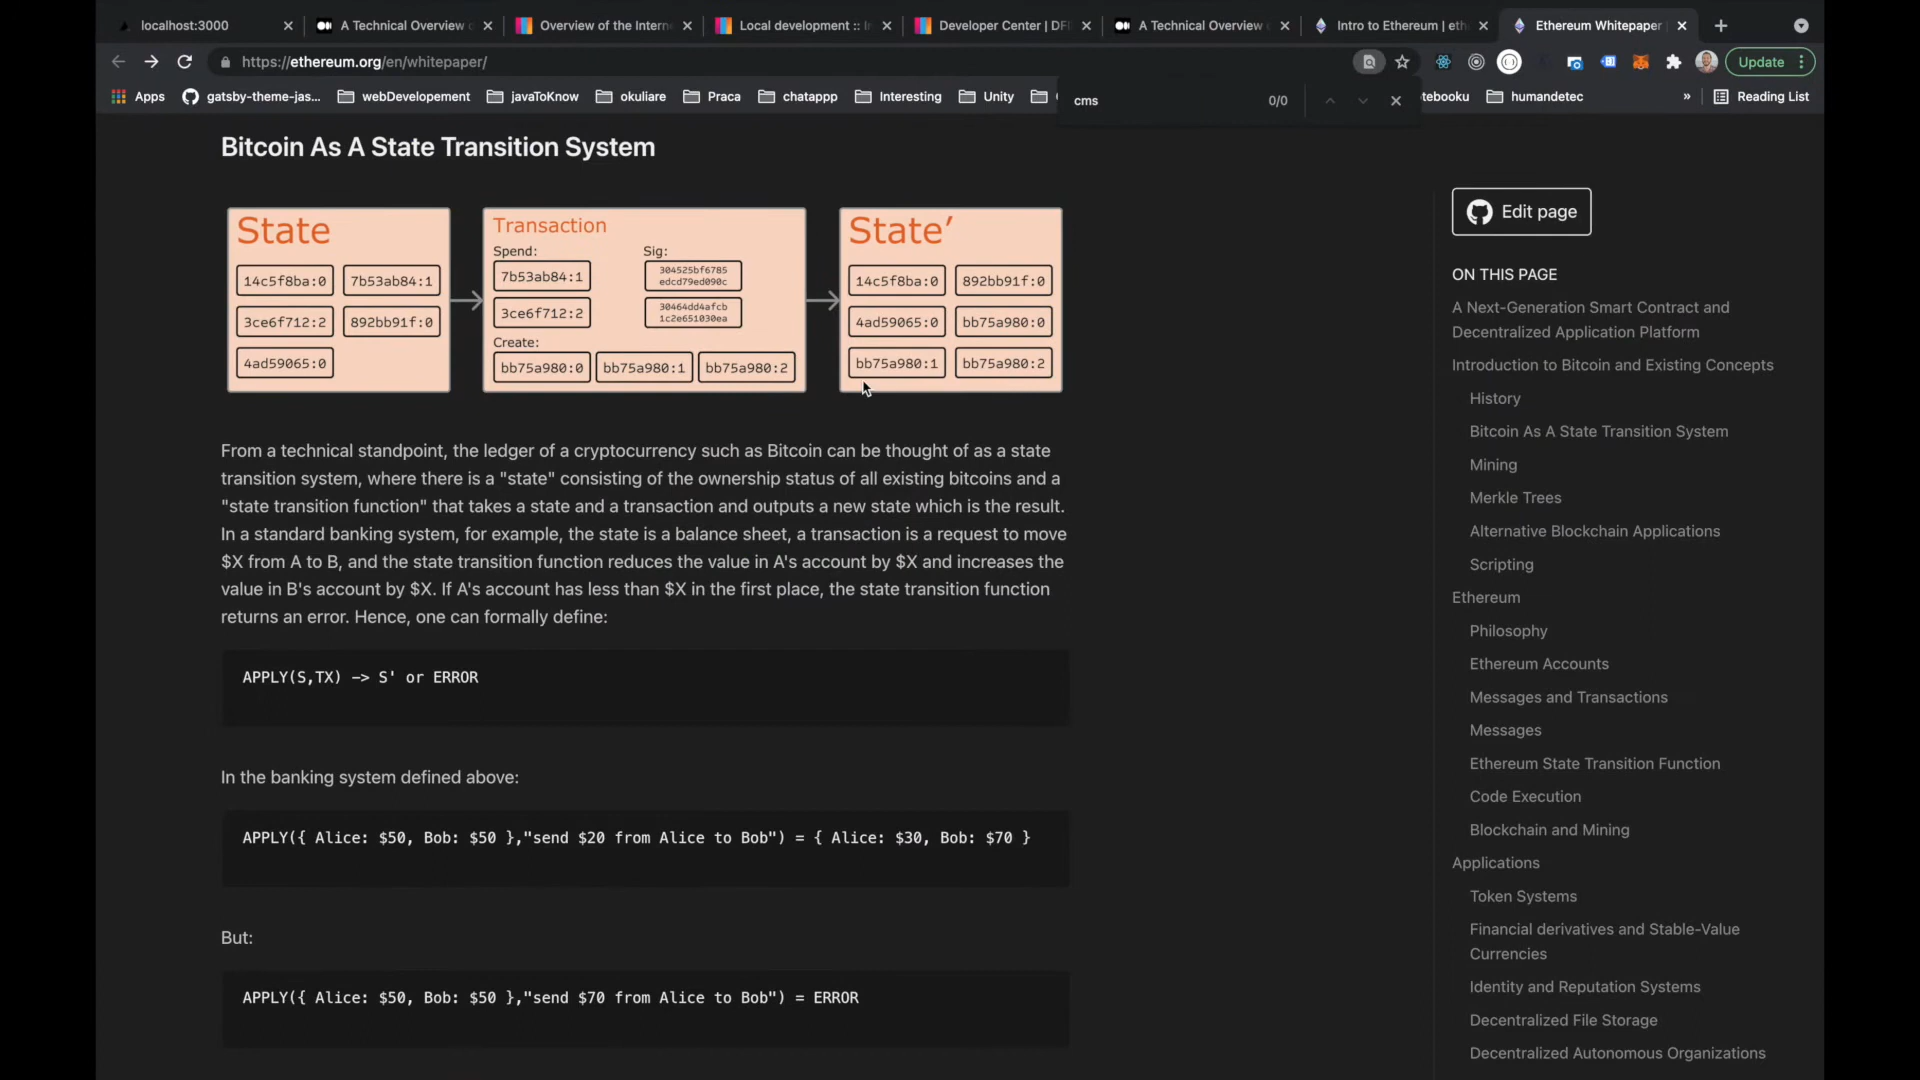 localhost:3000
A Technical Overview
Overview of the Intern
Local development :: I
Developer Center | DFI
A Technical Overview
Intro to Ethereum | eth
Ethereum Whitepaper
https://ethereum.org/en/whitepaper/
Update
Apps
gatsby-theme-jas...
webDevelopement
javaToKnow
okuliare
Praca
chatappp
Interesting
Unity
cms
0/0
tebooku
humandetec
»
Reading List
Bitcoin As A State Transition System
State
14c5f8ba:0
7b53ab84:1
3ce6f712:2
892bb91f:0
4ad59065:0
Transaction
Spend:
7b53ab84:1
3ce6f712:2
Sig:
304525bf6785
edcd79ed090c
30464dd4afcb
1c2e651030ea
Create:
bb75a980:0
bb75a980:1
bb75a980:2
State’
14c5f8ba:0
892bb91f:0
4ad59065:0
bb75a980:0
bb75a980:1
bb75a980:2
From a technical standpoint, the ledger of a cryptocurrency such as Bitcoin can be thought of as a state
transition system, where there is a "state" consisting of the ownership status of all existing bitcoins and a
"state transition function" that takes a state and a transaction and outputs a new state which is the result.
In a standard banking system, for example, the state is a balance sheet, a transaction is a request to move
$X from A to B, and the state transition function reduces the value in A's account by $X and increases the
value in B's account by $X. If A's account has less than $X in the first place, the state transition function
returns an error. Hence, one can formally define:
APPLY(S,TX) -> S' or ERROR
In the banking system defined above:
APPLY({ Alice: $50, Bob: $50 },"send $20 from Alice to Bob") = { Alice: $30, Bob: $70 }
But:
APPLY({ Alice: $50, Bob: $50 },"send $70 from Alice to Bob") = ERROR
Edit page
ON THIS PAGE
A Next-Generation Smart Contract and
Decentralized Application Platform
Introduction to Bitcoin and Existing Concepts
History
Bitcoin As A State Transition System
Mining
Merkle Trees
Alternative Blockchain Applications
Scripting
Ethereum
Philosophy
Ethereum Accounts
Messages and Transactions
Messages
Ethereum State Transition Function
Code Execution
Blockchain and Mining
Applications
Token Systems
Financial derivatives and Stable-Value
Currencies
Identity and Reputation Systems
Decentralized File Storage
Decentralized Autonomous Organizations